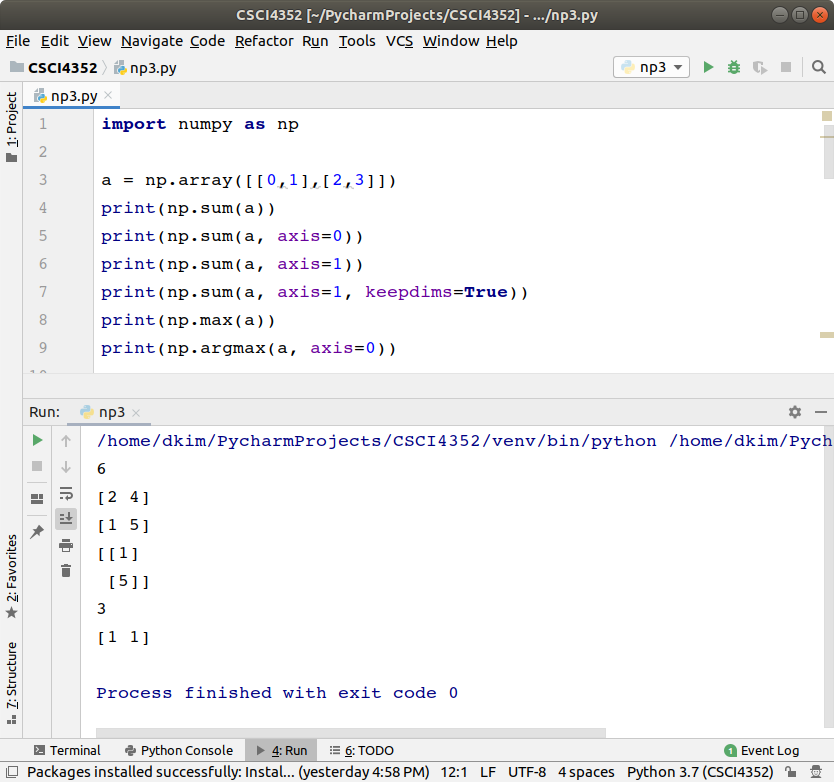 CSCI4352 [~/PycharmProjects/CSCI4352] - .../np3.py
File Edit View Navigate Code Refactor Run Tools VCS Window Help
CSCI4352 np3.py np3
1: Project
np3.py
1 import numpy as np
2
3 a = np.array([[0,1],[2,3]])
4 print(np.sum(a))
5 print(np.sum(a, axis=0))
6 print(np.sum(a, axis=1))
7 print(np.sum(a, axis=1, keepdims=True))
8 print(np.max(a))
9 print(np.argmax(a, axis=0))
Run: np3
/home/dkim/PycharmProjects/CSCI4352/venv/bin/python /home/dkim/Pych
6
[2 4]
[1 5]
[[1]
 [5]]
3
[1 1]
Process finished with exit code 0
2: Favorites
7: Structure
Terminal Python Console 4: Run 6: TODO 1 Event Log
Packages installed successfully: Instal... (yesterday 4:58 PM) 12:1 LF UTF-8 4 spaces Python 3.7 (CSCI4352)